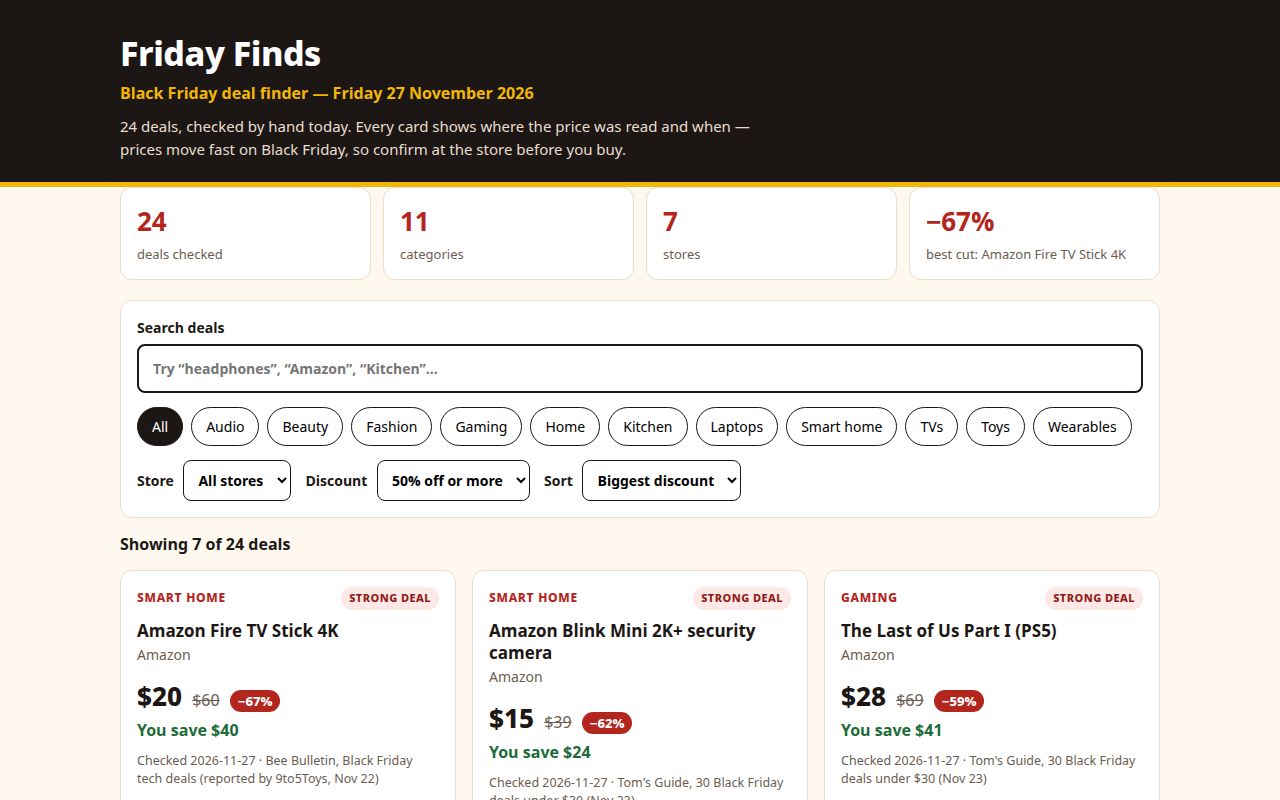 Friday Finds
Black Friday deal finder — Friday 27 November 2026
24 deals, checked by hand today. Every card shows where the price was read and when —
prices move fast on Black Friday, so confirm at the store before you buy.
24
deals checked
11
categories
7
stores
−67%
best cut: Amazon Fire TV Stick 4K
Search deals
Try “headphones”, “Amazon”, “Kitchen”…
All Audio Beauty Fashion Gaming Home Kitchen Laptops Smart home TVs Toys Wearables
Store All stores Discount 50% off or more Sort Biggest discount
Showing 7 of 24 deals
SMART HOME STRONG DEAL
Amazon Fire TV Stick 4K
Amazon
$20 $60 −67%
You save $40
Checked 2026-11-27 · Bee Bulletin, Black Friday
tech deals (reported by 9to5Toys, Nov 22)
SMART HOME STRONG DEAL
Amazon Blink Mini 2K+ security
camera
Amazon
$15 $39 −62%
You save $24
Checked 2026-11-27 · Tom's Guide, 30 Black Friday
deals under $30 (Nov 23)
GAMING STRONG DEAL
The Last of Us Part I (PS5)
Amazon
$28 $69 −59%
You save $41
Checked 2026-11-27 · Tom's Guide, 30 Black Friday
deals under $30 (Nov 23)